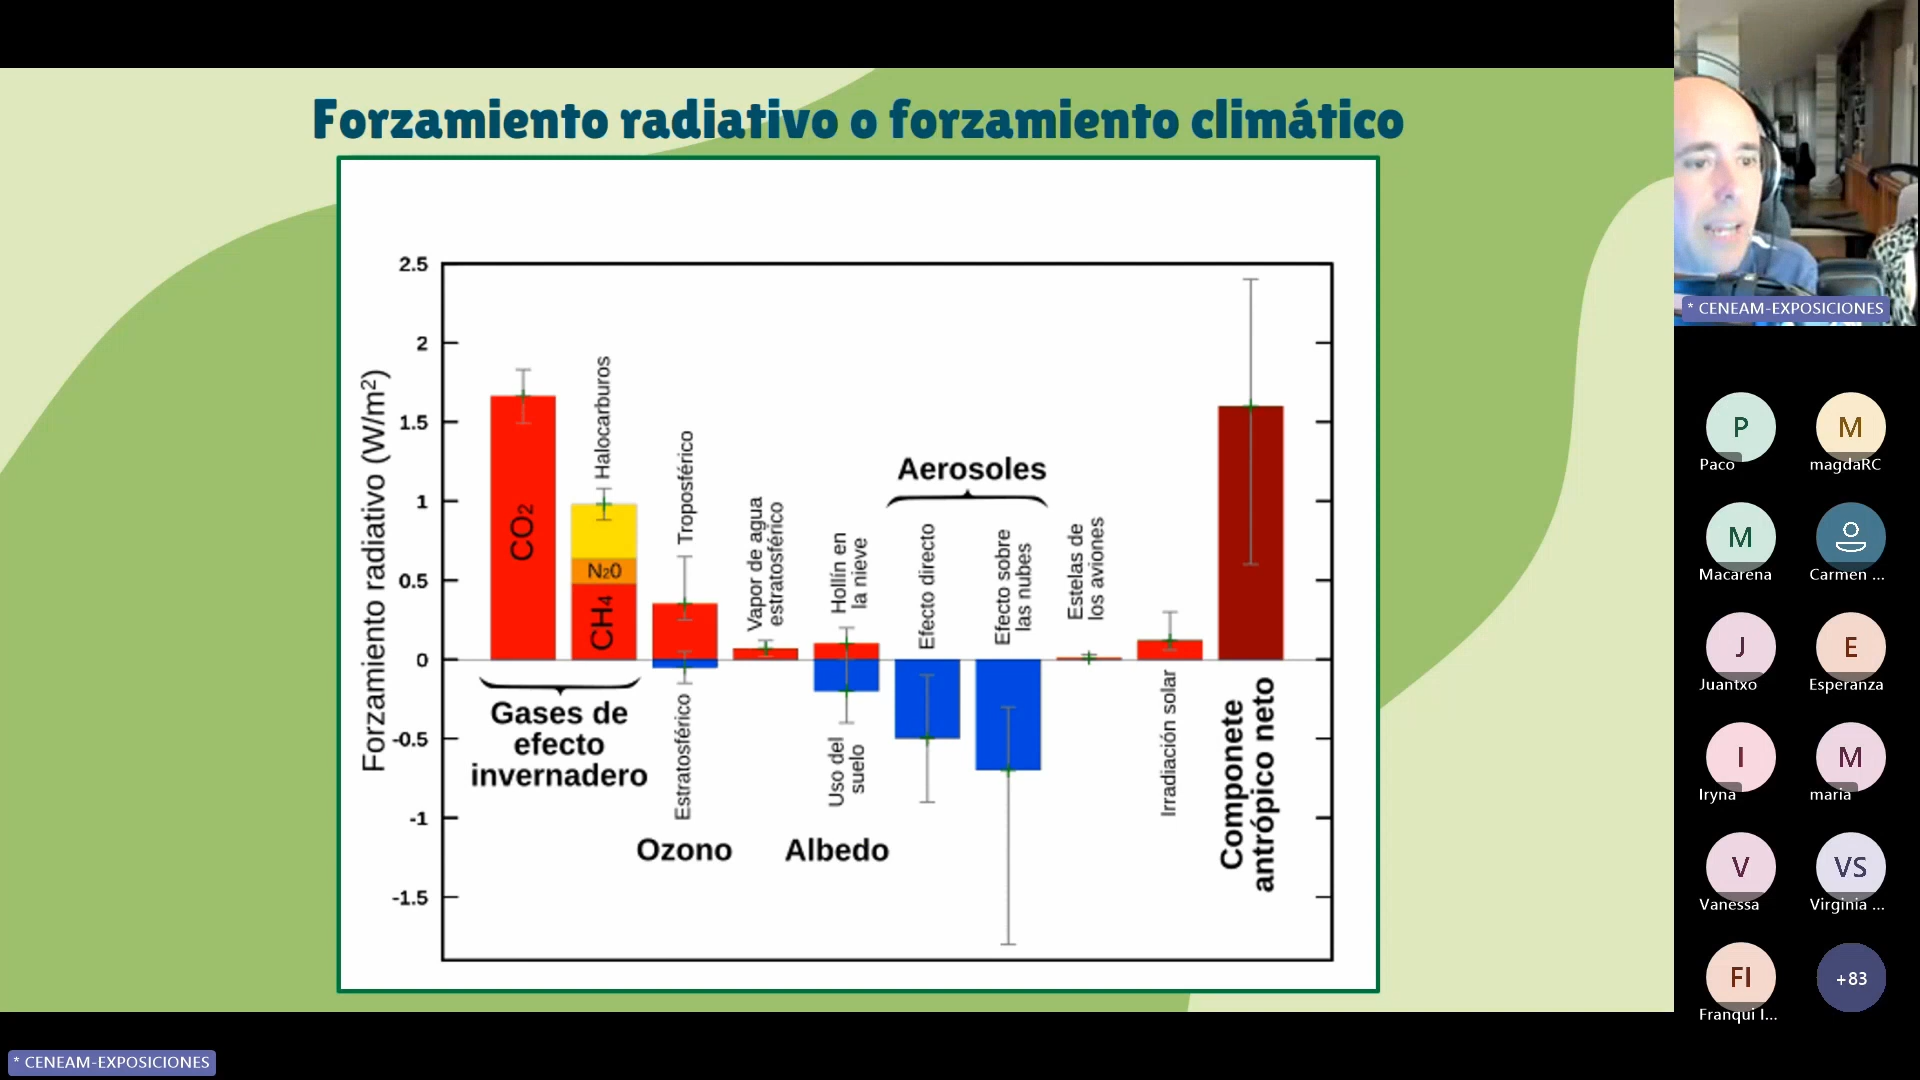 Forzamiento radiativo o forzamiento climático
Forzamiento radiativo (W/m²)
2.5
2
1.5
1
0.5
0
-0.5
-1
-1.5
CO₂
Halocarburos
N₂0
CH₄
Gases de
efecto
invernadero
Troposférico
Estratosférico
Ozono
Vapor de agua
estratosférico
Hollín en
la nieve
Uso del
suelo
Albedo
Aerosoles
Efecto directo
Efecto sobre
las nubes
Estelas de
los aviones
Irradiación solar
Componete
antrópico neto
* CENEAM-EXPOSICIONES
P
Paco
M
magdaRC
M
Macarena
Carmen ...
J
Juantxo
E
Esperanza
I
Iryna
M
maria
V
Vanessa
VS
Virginia ...
FI
Franqui I...
+83
* CENEAM-EXPOSICIONES